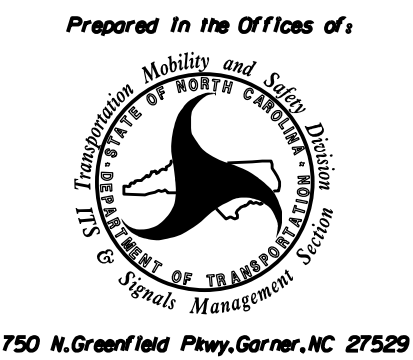 Prepared in the Offices of:
Transportation Mobility and Safety Division
STATE OF NORTH CAROLINA
DEPARTMENT OF TRANSPORTATION
ITS & Signals Management Section
750 N.Greenfield Pkwy,Garner,NC 27529